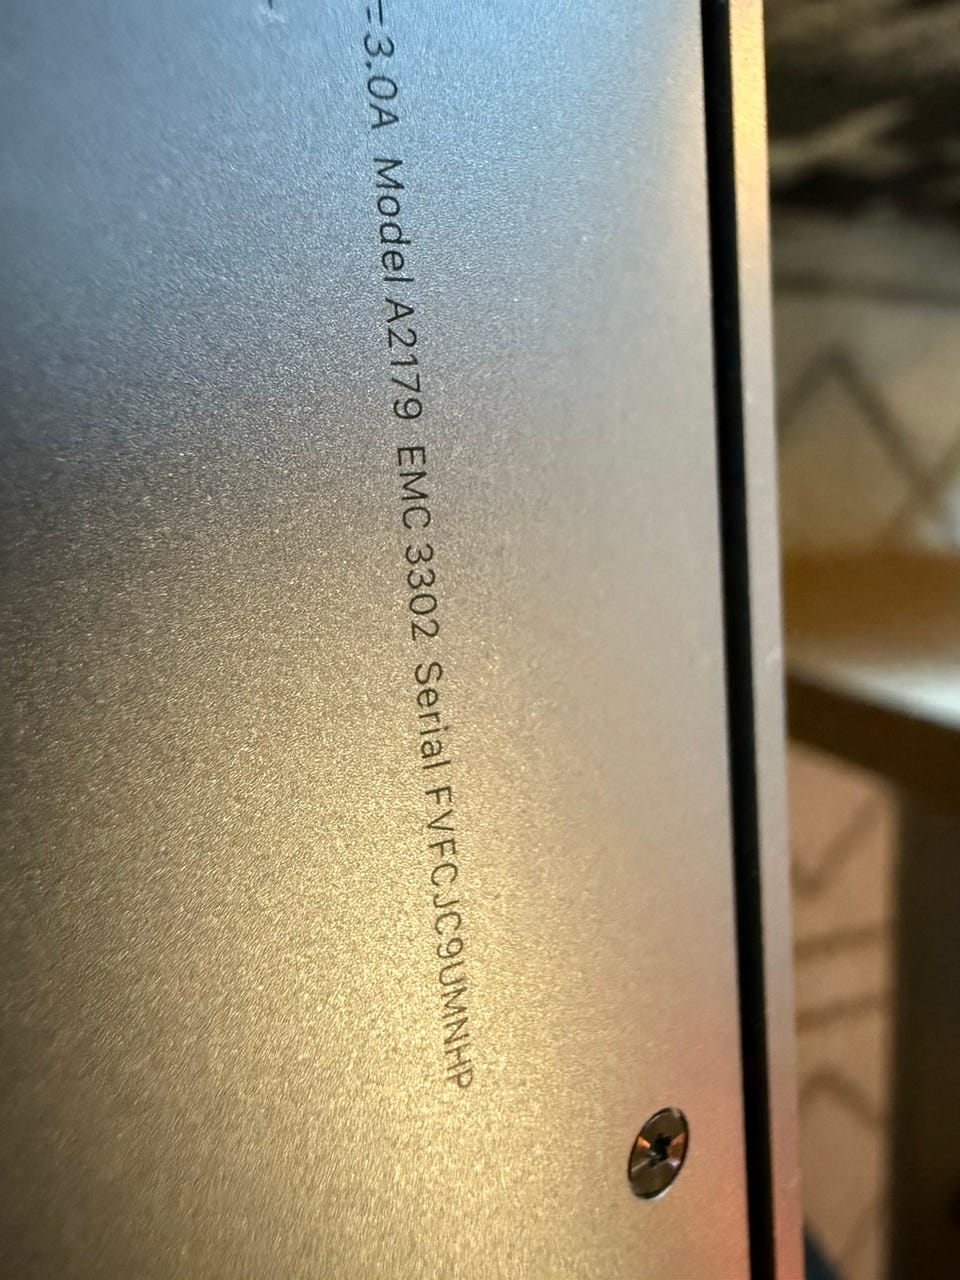 ⎓3.0A Model A2179 EMC 3302 Serial FVFCJC9UMNHP